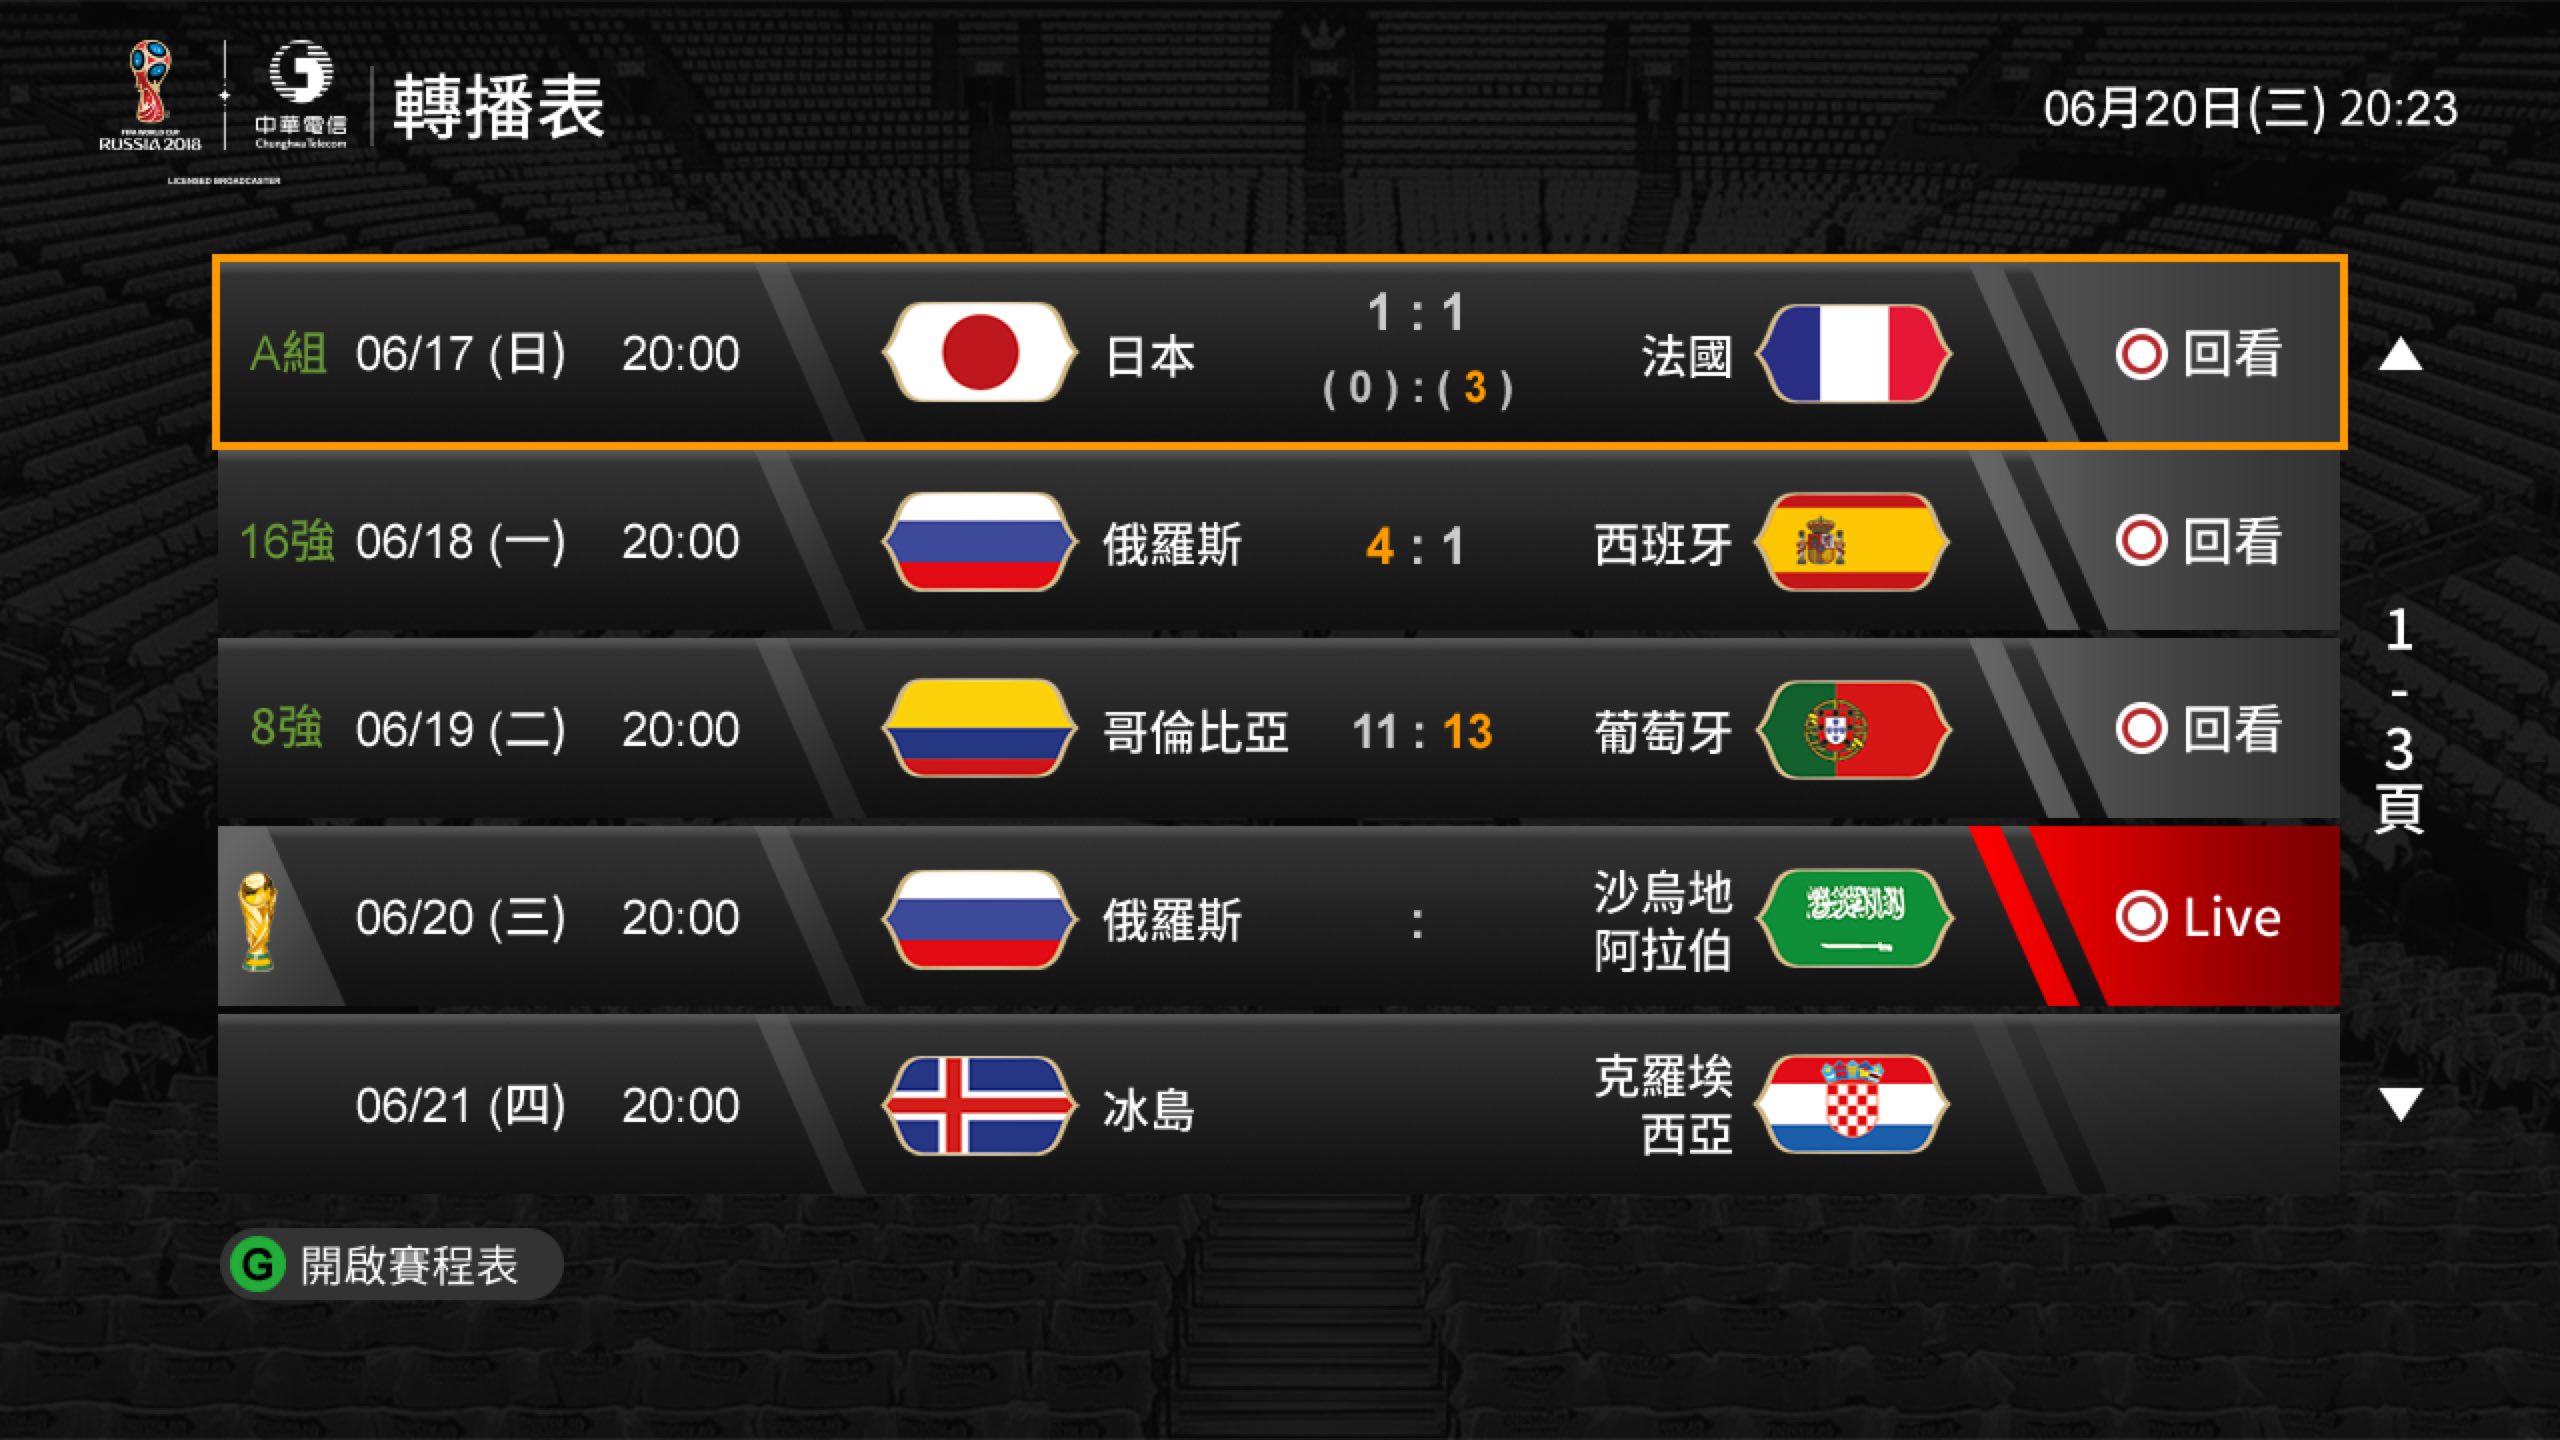 FIFA WORLD CUP
RUSSIA 2018
中華電信
Chunghwa Telecom
LICENSED BROADCASTER
轉播表
06月20日(三) 20:23
A組 06/17 (日) 20:00 日本 1 : 1 法國 回看
( 0 ) : ( 3 )
16強 06/18 (一) 20:00 俄羅斯 4 : 1 西班牙 回看
8強 06/19 (二) 20:00 哥倫比亞 11 : 13 葡萄牙 回看
06/20 (三) 20:00 俄羅斯 : 沙烏地
阿拉伯 Live
06/21 (四) 20:00 冰島 克羅埃
西亞
1
-
3
頁
G 開啟賽程表